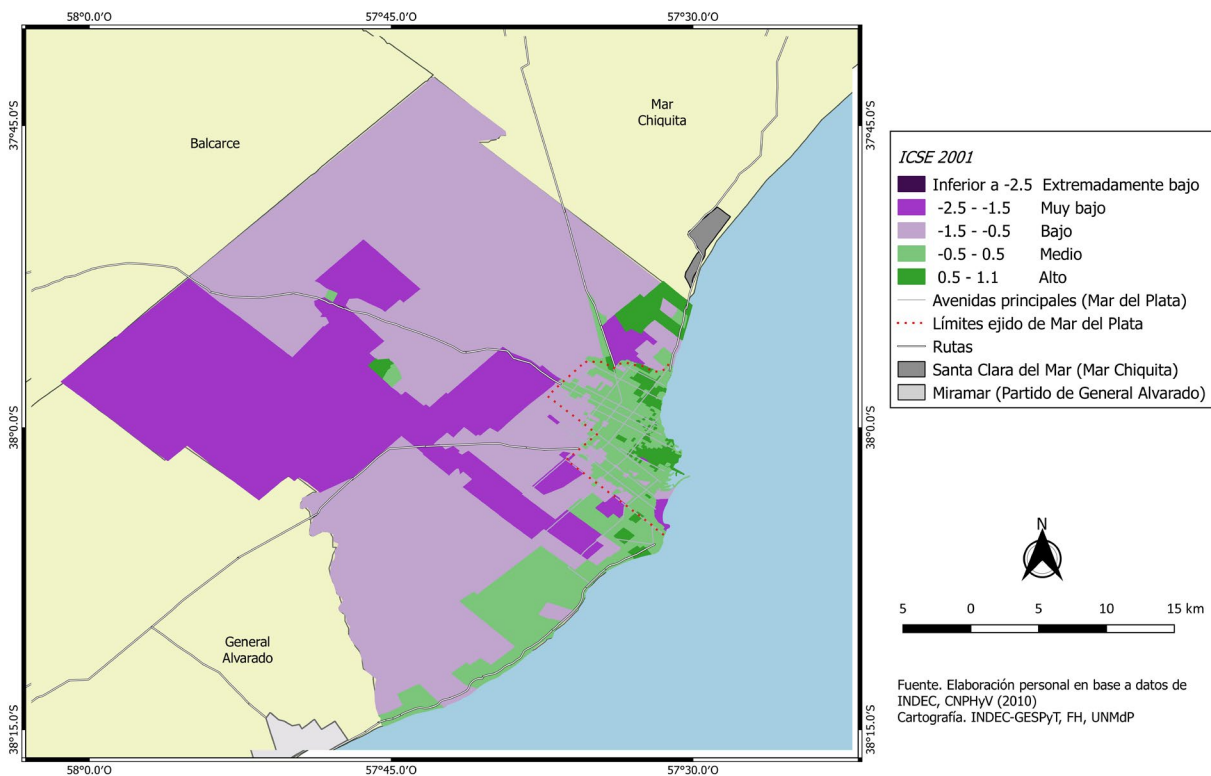 58°0.0'O 57°45.0'O 57°30.0'O
37°45.0'S
38°0.0'S
38°15.0'S
Balcarce
Mar
Chiquita
General
Alvarado
37°45.0'S
38°0.0'S
38°15.0'S
58°0.0'O 57°45.0'O 57°30.0'O
ICSE 2001
Inferior a -2.5 Extremadamente bajo
-2.5 - -1.5 Muy bajo
-1.5 - -0.5 Bajo
-0.5 - 0.5 Medio
0.5 - 1.1 Alto
Avenidas principales (Mar del Plata)
Límites ejido de Mar del Plata
Rutas
Santa Clara del Mar (Mar Chiquita)
Miramar (Partido de General Alvarado)
N
5 0 5 10 15 km
Fuente. Elaboración personal en base a datos de
INDEC, CNPHyV (2010)
Cartografía. INDEC-GESPyT, FH, UNMdP